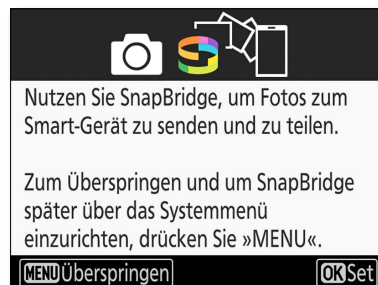 Nutzen Sie SnapBridge, um Fotos zum
Smart-Gerät zu senden und zu teilen.
Zum Überspringen und um SnapBridge
später über das Systemmenü
einzurichten, drücken Sie »MENU«.
MENU Überspringen OK Set